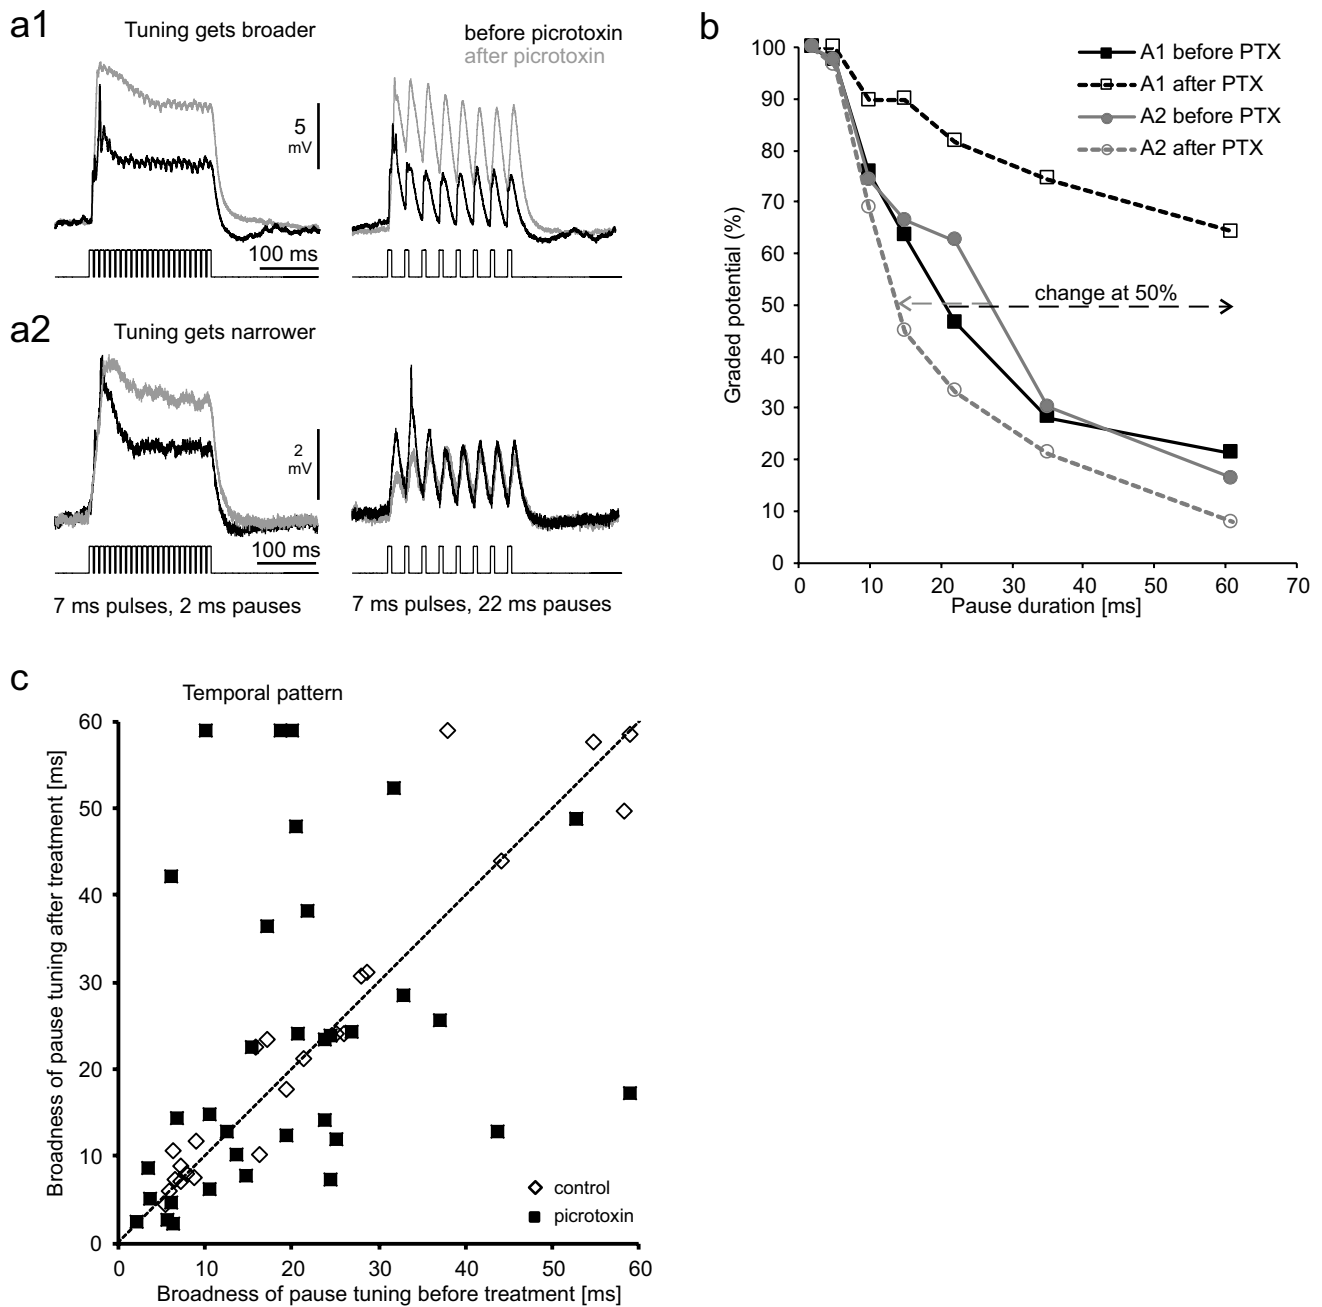 a1
Tuning gets broader
before picrotoxin
after picrotoxin
5
mV
100 ms
a2
Tuning gets narrower
2
mV
100 ms
7 ms pulses, 2 ms pauses
7 ms pulses, 22 ms pauses
b
A1 before PTX
A1 after PTX
A2 before PTX
A2 after PTX
change at 50%
Graded potential (%)
100
90
80
70
60
50
40
30
20
10
0
0 10 20 30 40 50 60 70
Pause duration [ms]
c
Temporal pattern
Broadness of pause tuning after treatment [ms]
60
50
40
30
20
10
0
control
picrotoxin
0 10 20 30 40 50 60
Broadness of pause tuning before treatment [ms]